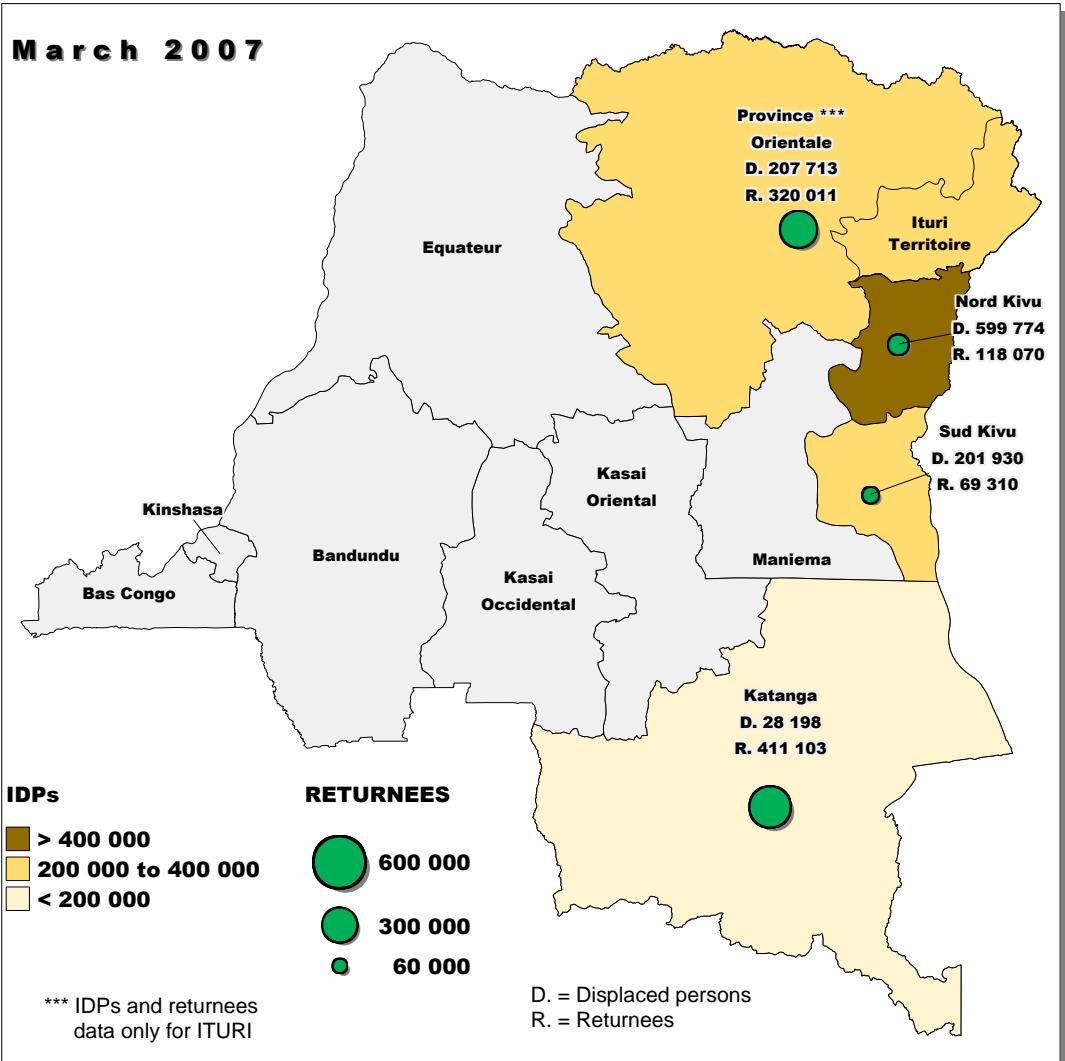 March 2007
Province ***
Orientale
D. 207 713
R. 320 011
Ituri
Territoire
Equateur
Nord Kivu
D. 599 774
R. 118 070
Sud Kivu
D. 201 930
R. 69 310
Kasai
Oriental
Kinshasa
Bandundu
Maniema
Kasai
Occidental
Bas Congo
Katanga
D. 28 198
R. 411 103
IDPs
> 400 000
200 000 to 400 000
< 200 000
RETURNEES
600 000
300 000
60 000
*** IDPs and returnees
data only for ITURI
D. = Displaced persons
R. = Returnees